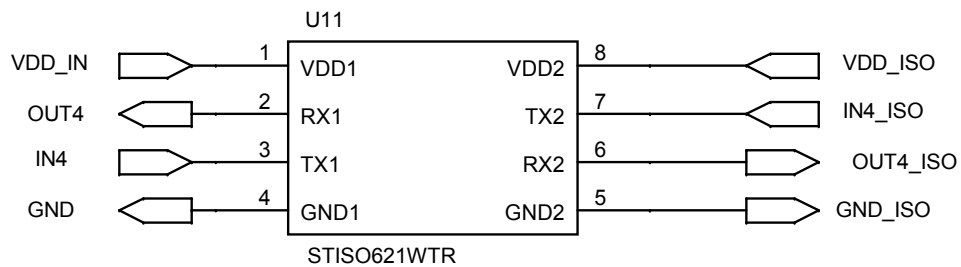 U11
VDD_IN 1 VDD1 VDD2 8 VDD_ISO
OUT4 2 RX1 TX2 7 IN4_ISO
IN4 3 TX1 RX2 6 OUT4_ISO
GND 4 GND1 GND2 5 GND_ISO
STISO621WTR